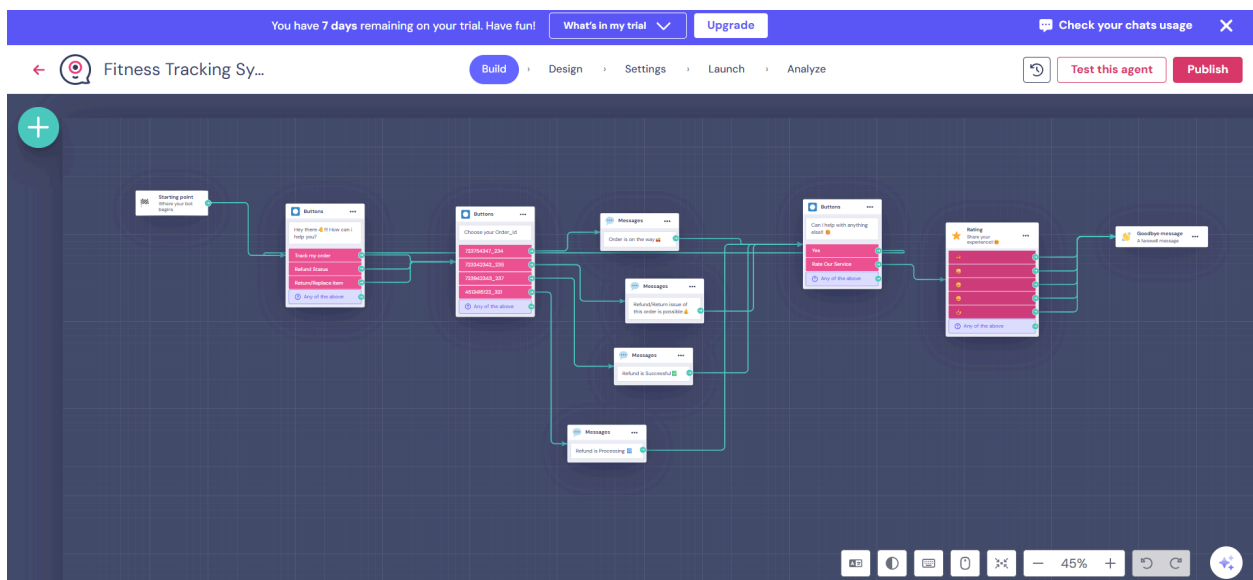 You have 7 days remaining on your trial. Have fun!
What's in my trial
Upgrade
Check your chats usage
Fitness Tracking Sy...
Build
Design
Settings
Launch
Analyze
Test this agent
Publish
Starting point
Where your bot
begins
Buttons
Hey there !!! How can i
help you?
Track my order
Refund Status
Return/Replace Item
Any of the above
Buttons
Choose your Order_Id
Any of the above
Messages
Order is on the way
Messages
Refund/Return issue of
this order is possible
Messages
Refund is Successful
Messages
Refund is Processing
Buttons
Can I help with anything
else?
Yes
Rate Our Service
Any of the above
Rating
Share your
experience!
Any of the above
Goodbye message
A farewell message
45%